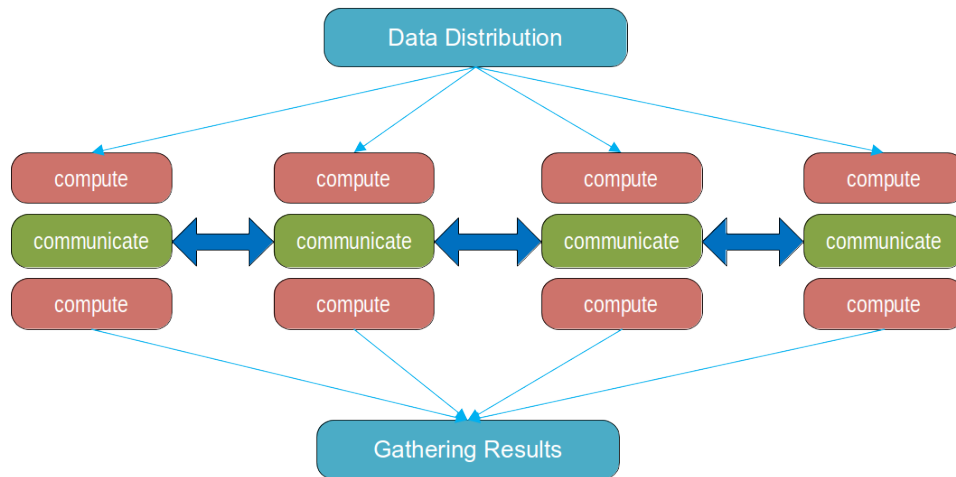 Data Distribution
compute
compute
compute
compute
communicate
communicate
communicate
communicate
compute
compute
compute
compute
Gathering Results